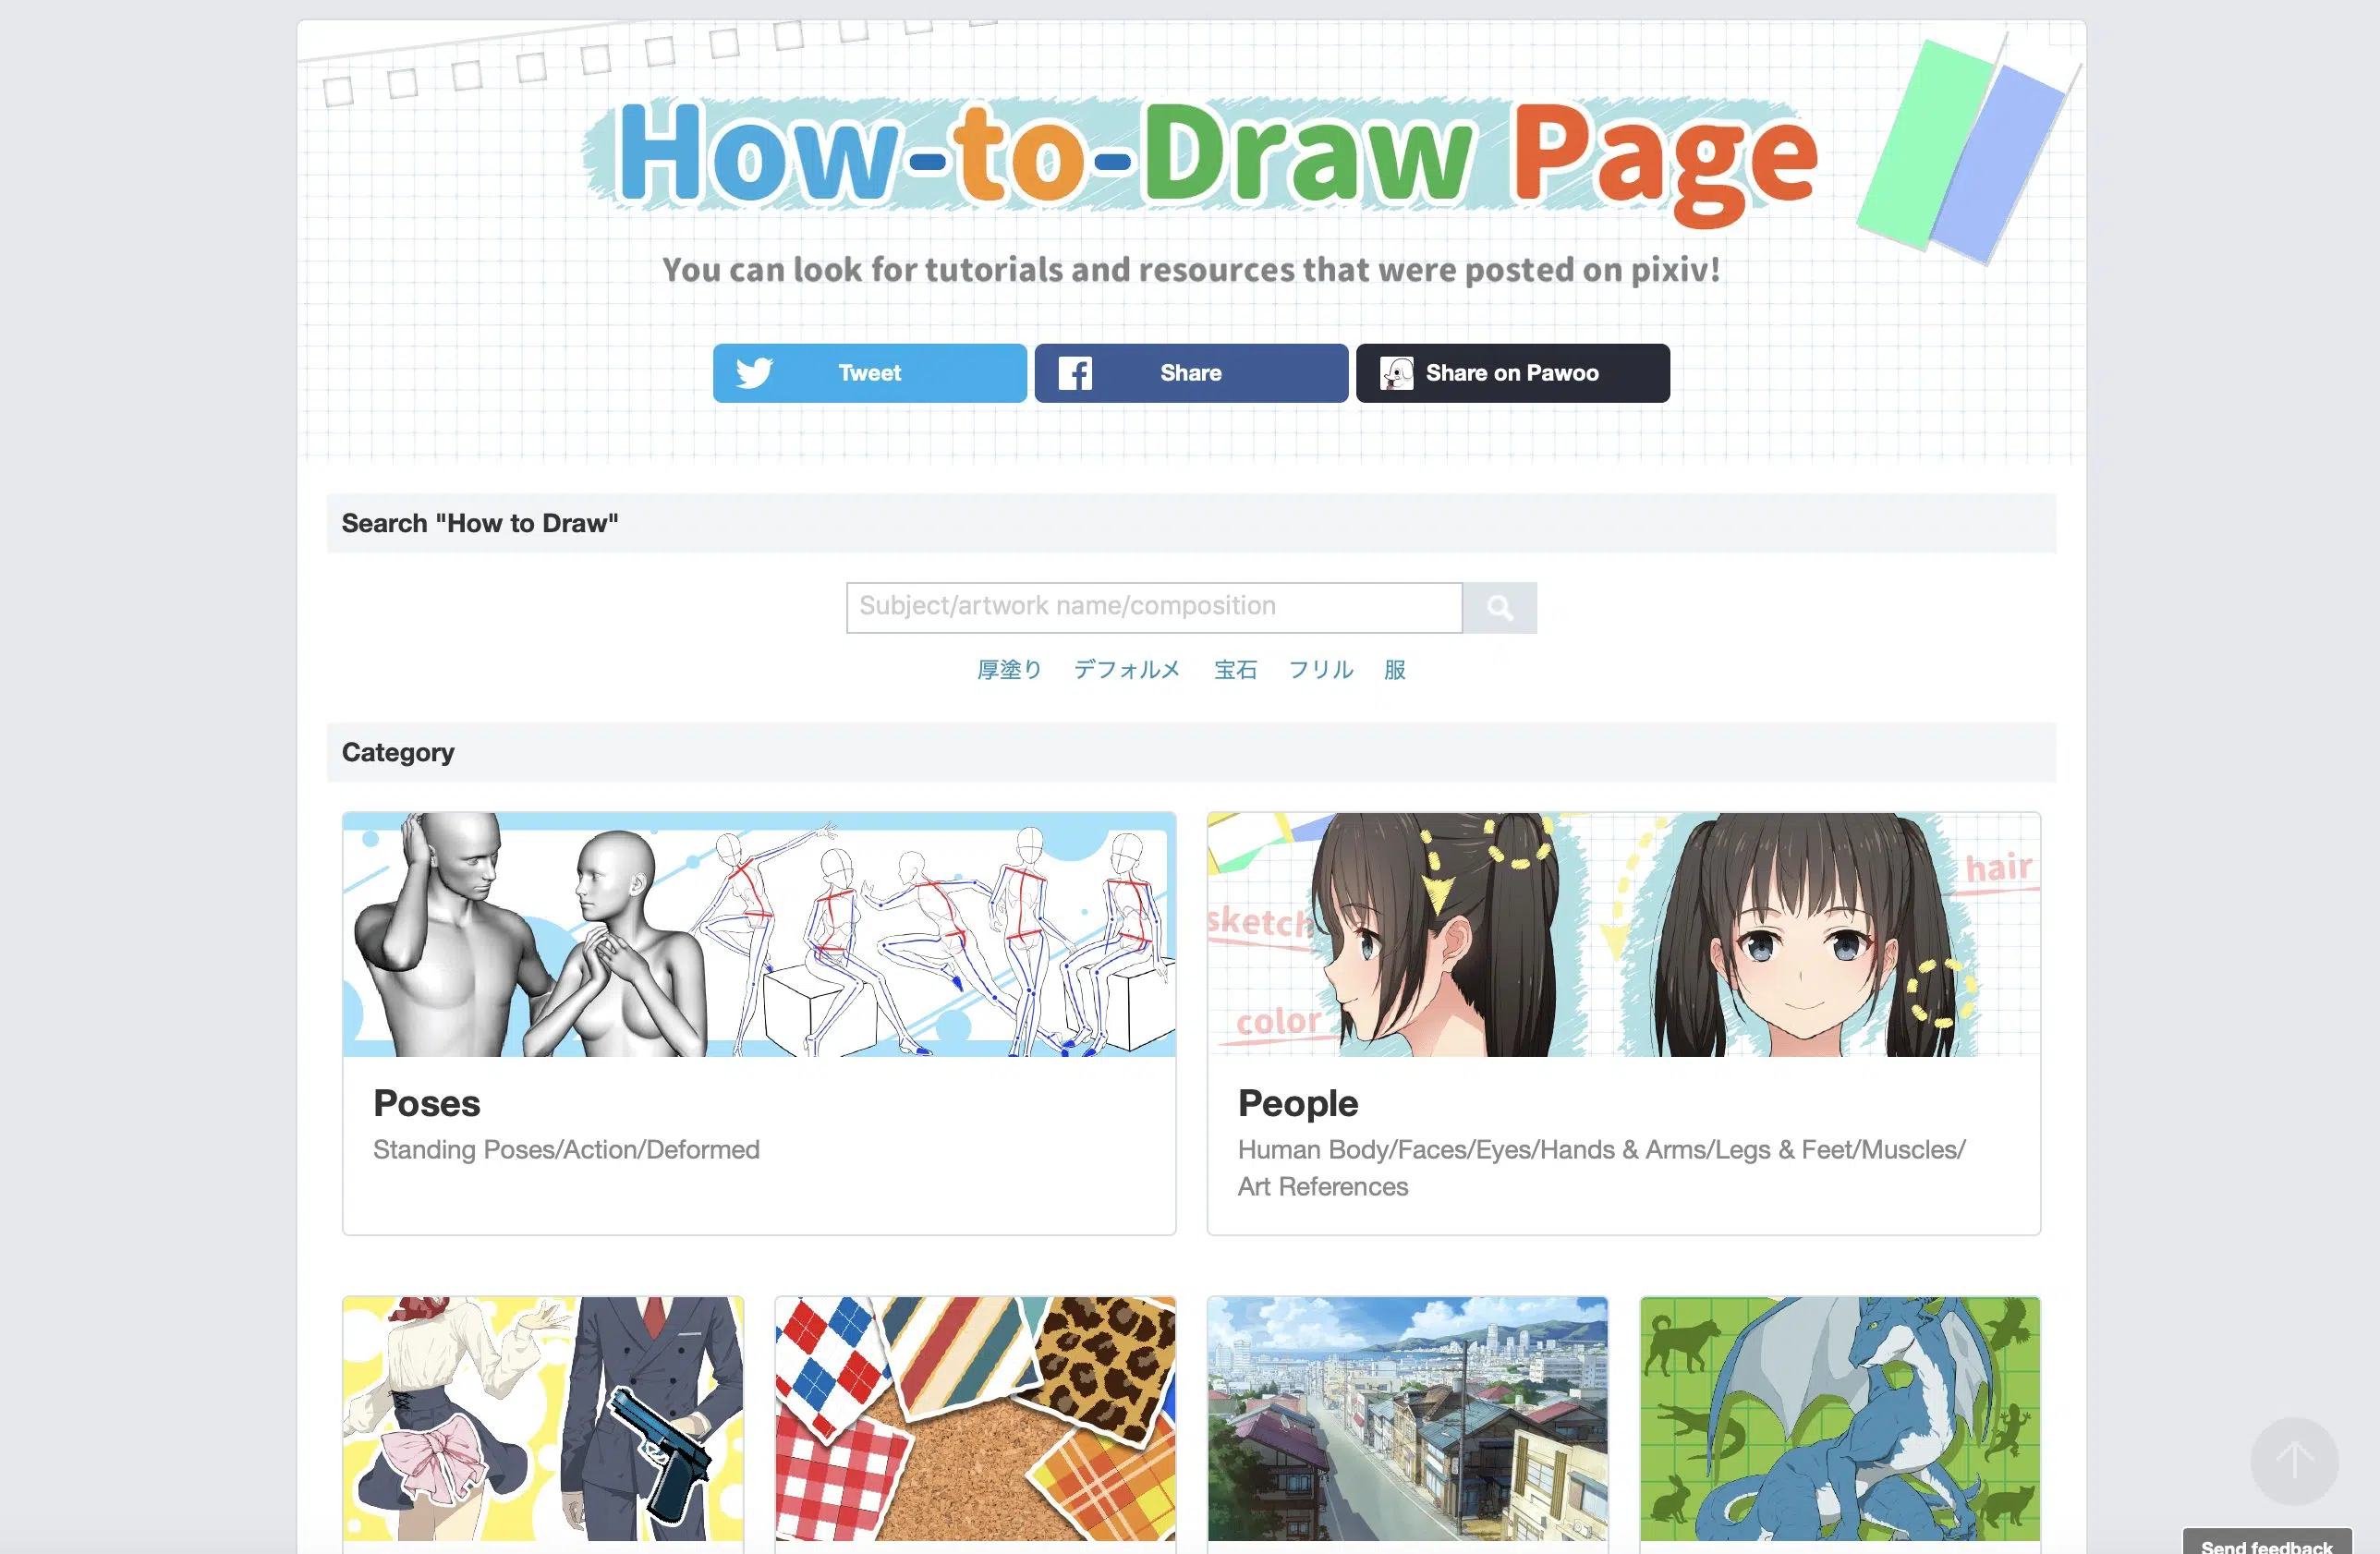 How-to-Draw Page
You can look for tutorials and resources that were posted on pixiv!
Tweet
Share
Share on Pawoo
Search "How to Draw"
Subject/artwork name/composition
厚塗り デフォルメ 宝石 フリル 服
Category
sketch
color
hair
Poses
Standing Poses/Action/Deformed
People
Human Body/Faces/Eyes/Hands & Arms/Legs & Feet/Muscles/
Art References
Send feedback